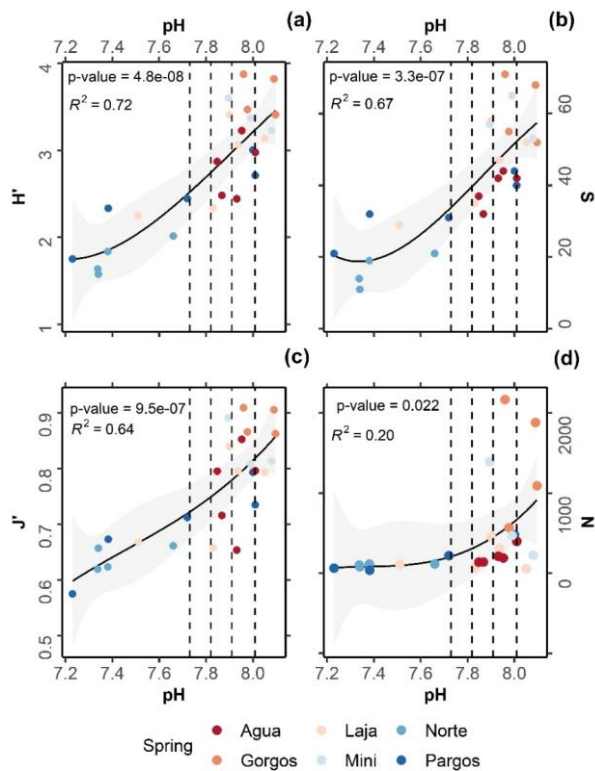 pH
pH
7.2 7.4 7.6 7.8 8.0
(a)
7.2 7.4 7.6 7.8 8.0
(b)
p-value = 4.8e-08
R² = 0.72
H'
4
3
2
1
p-value = 3.3e-07
R² = 0.67
S
60
40
20
0
(c)
p-value = 9.5e-07
R² = 0.64
J'
0.9
0.8
0.7
0.6
0.5
(d)
p-value = 0.022
R² = 0.20
N
2000
1000
0
7.2 7.4 7.6 7.8 8.0
pH
7.2 7.4 7.6 7.8 8.0
pH
Spring
Agua Laja Norte
Gorgos Mini Pargos